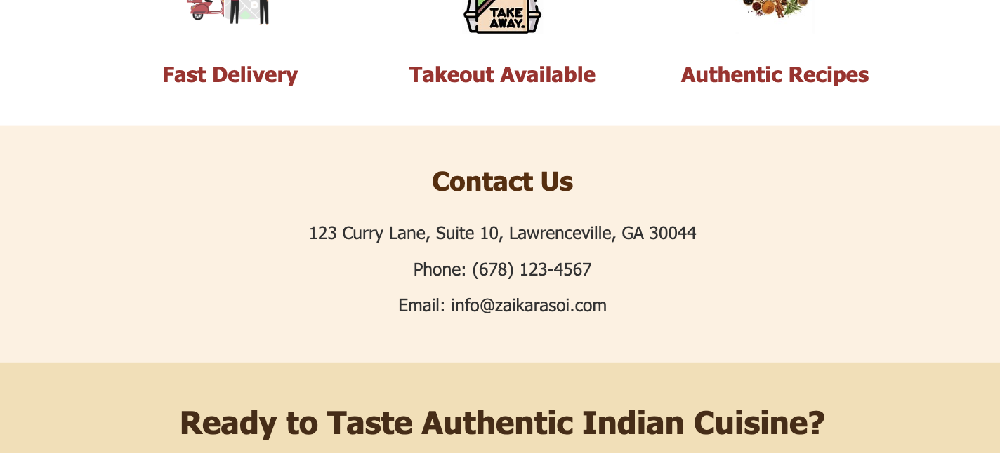 TAKE
AWAY.
Fast Delivery
Takeout Available
Authentic Recipes
Contact Us
123 Curry Lane, Suite 10, Lawrenceville, GA 30044
Phone: (678) 123-4567
Email: info@zaikarasoi.com
Ready to Taste Authentic Indian Cuisine?